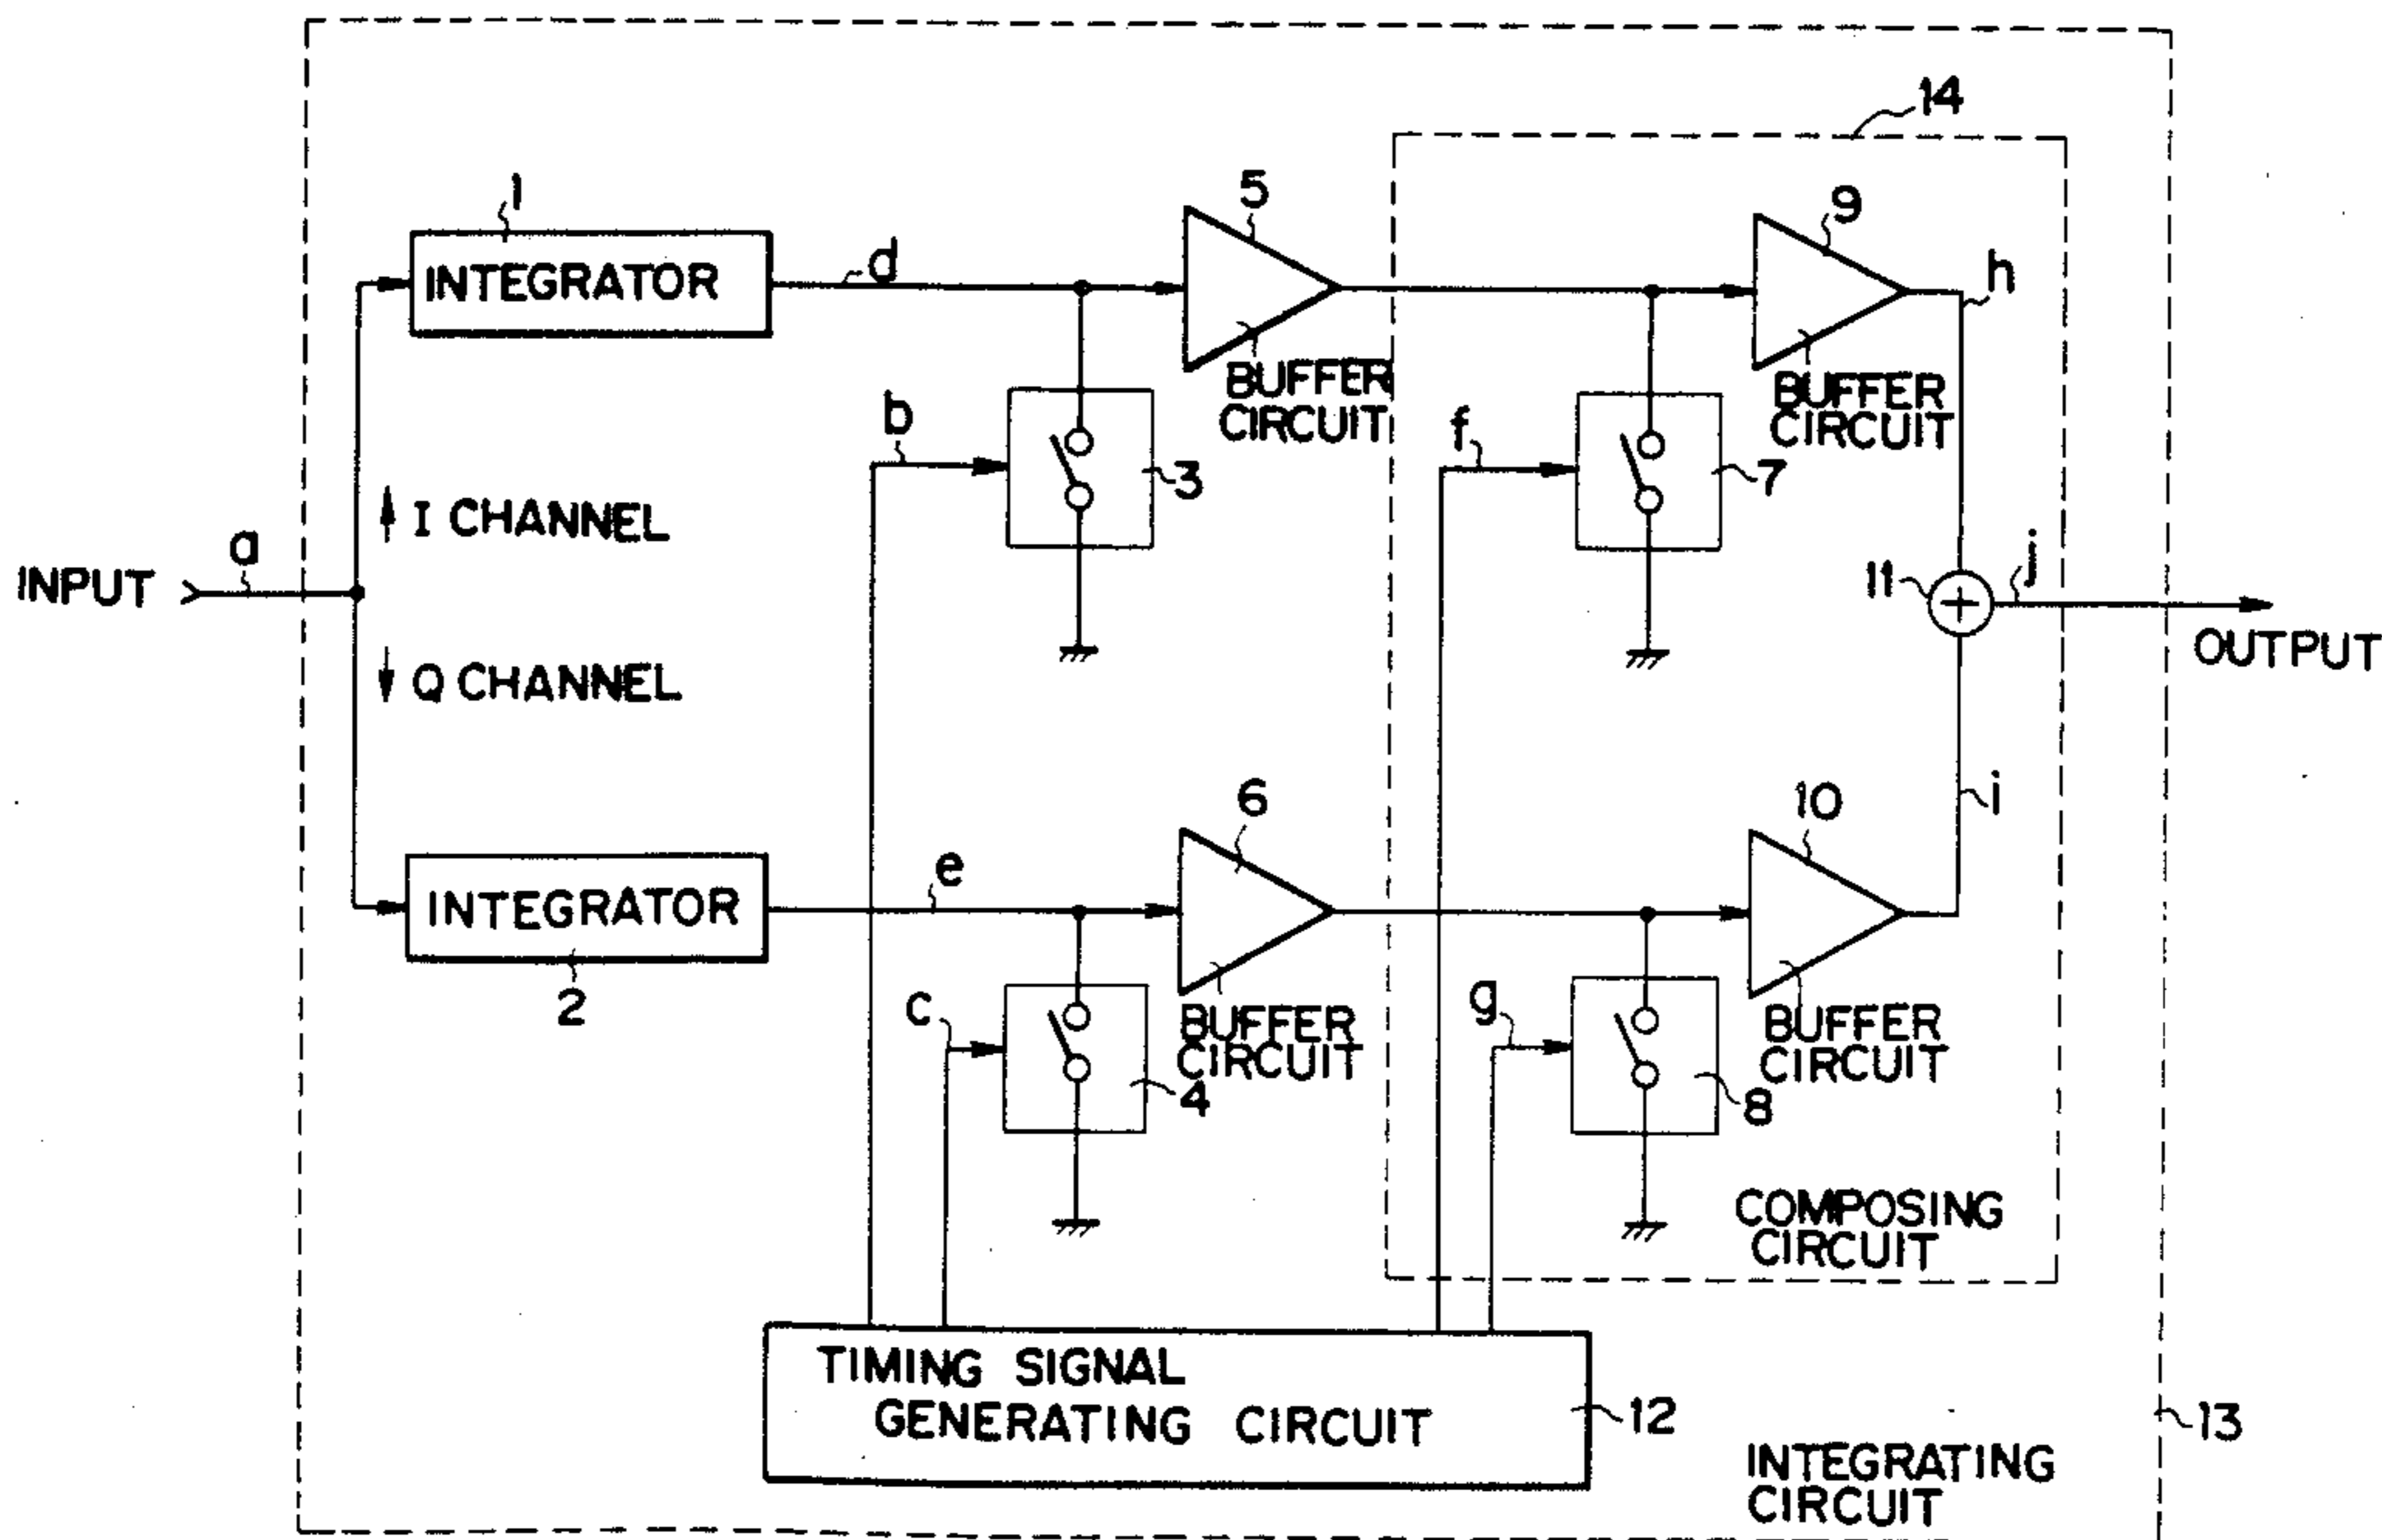 14
1
5
9
INTEGRATOR
d
h
BUFFER
CIRCUIT
BUFFER
CIRCUIT
b
3
f
7
I CHANNEL
a
INPUT
11
j
OUTPUT
Q CHANNEL
6
10
i
INTEGRATOR
e
2
c
BUFFER
CIRCUIT
4
g
BUFFER
CIRCUIT
8
COMPOSING
CIRCUIT
TIMING SIGNAL
GENERATING CIRCUIT
12
13
INTEGRATING
CIRCUIT